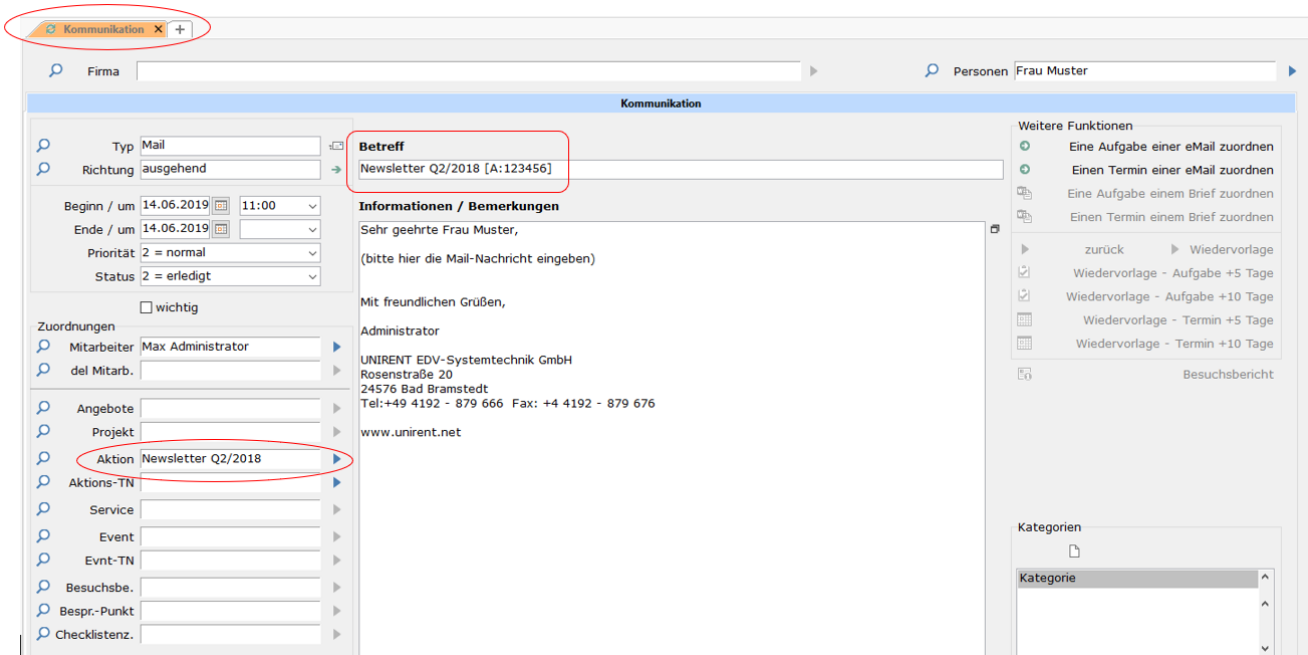 Kommunikation
Firma
Personen Frau Muster
Kommunikation
Typ Mail
Richtung ausgehend
Beginn / um 14.06.2019 11:00
Ende / um 14.06.2019
Priorität 2 = normal
Status 2 = erledigt
wichtig
Zuordnungen
Mitarbeiter Max Administrator
del Mitarb.
Angebote
Projekt
Aktion Newsletter Q2/2018
Aktions-TN
Service
Event
Evnt-TN
Besuchsbe.
Bespr.-Punkt
Checklistenz.
Betreff
Newsletter Q2/2018 [A:123456]
Informationen / Bemerkungen
Sehr geehrte Frau Muster,
(bitte hier die Mail-Nachricht eingeben)
Mit freundlichen Grüßen,
Administrator
UNIRENT EDV-Systemtechnik GmbH
Rosenstraße 20
24576 Bad Bramstedt
Tel:+49 4192 - 879 666 Fax: +4 4192 - 879 676
www.unirent.net
Weitere Funktionen
Eine Aufgabe einer eMail zuordnen
Einen Termin einer eMail zuordnen
Eine Aufgabe einem Brief zuordnen
Einen Termin einem Brief zuordnen
zurück Wiedervorlage
Wiedervorlage - Aufgabe +5 Tage
Wiedervorlage - Aufgabe +10 Tage
Wiedervorlage - Termin +5 Tage
Wiedervorlage - Termin +10 Tage
Besuchsbericht
Kategorien
Kategorie